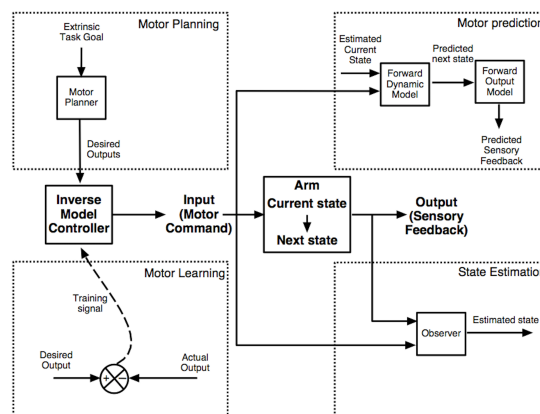 Motor Planning
Extrinsic
Task Goal
Motor
Planner
Desired
Outputs
Motor prediction
Estimated
Current
State
Forward
Dynamic
Model
Predicted
next state
Forward
Output
Model
Predicted
Sensory
Feedback
Inverse
Model
Controller
Input
(Motor
Command)
Arm
Current state
Next state
Output
(Sensory
Feedback)
Motor Learning
Training
signal
Desired
Output
+
−
Actual
Output
State Estimation
Observer
Estimated state